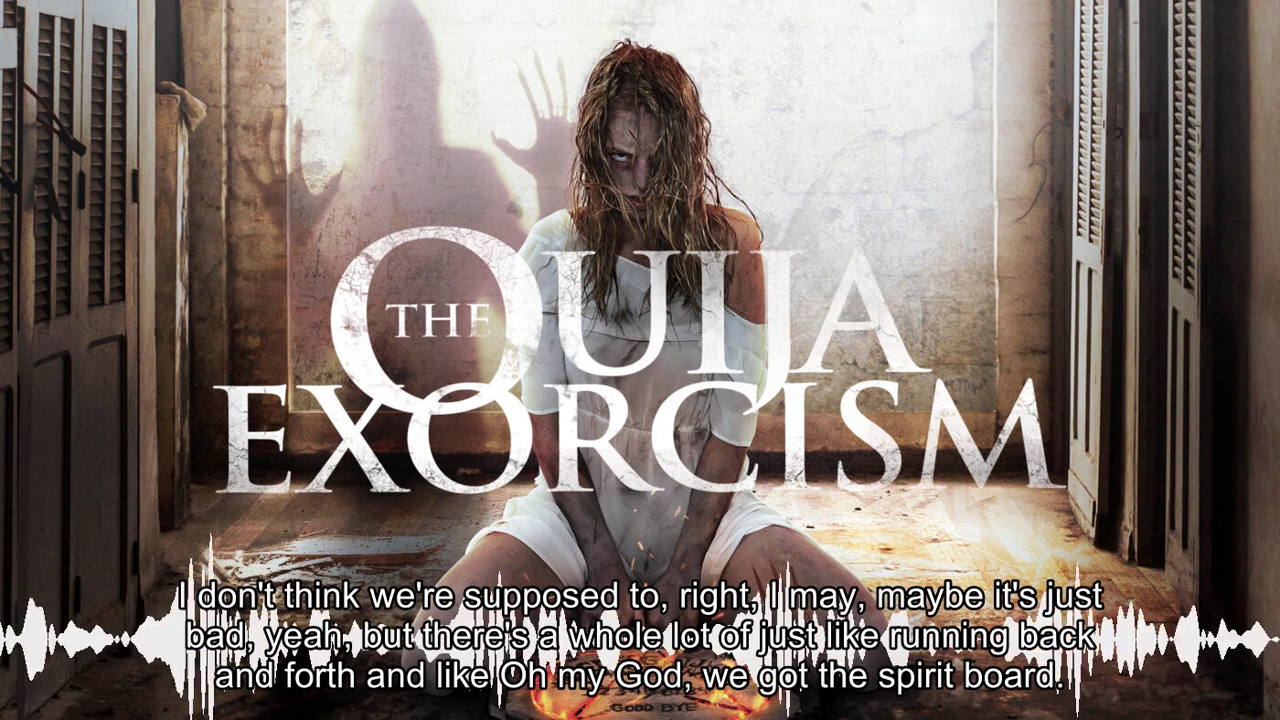 THE OUIJA
EXORCISM
I don't think we're supposed to, right, I may, maybe it's just
bad, yeah, but there's a whole lot of just like running back
and forth and like Oh my God, we got the spirit board.
GOOD BYE